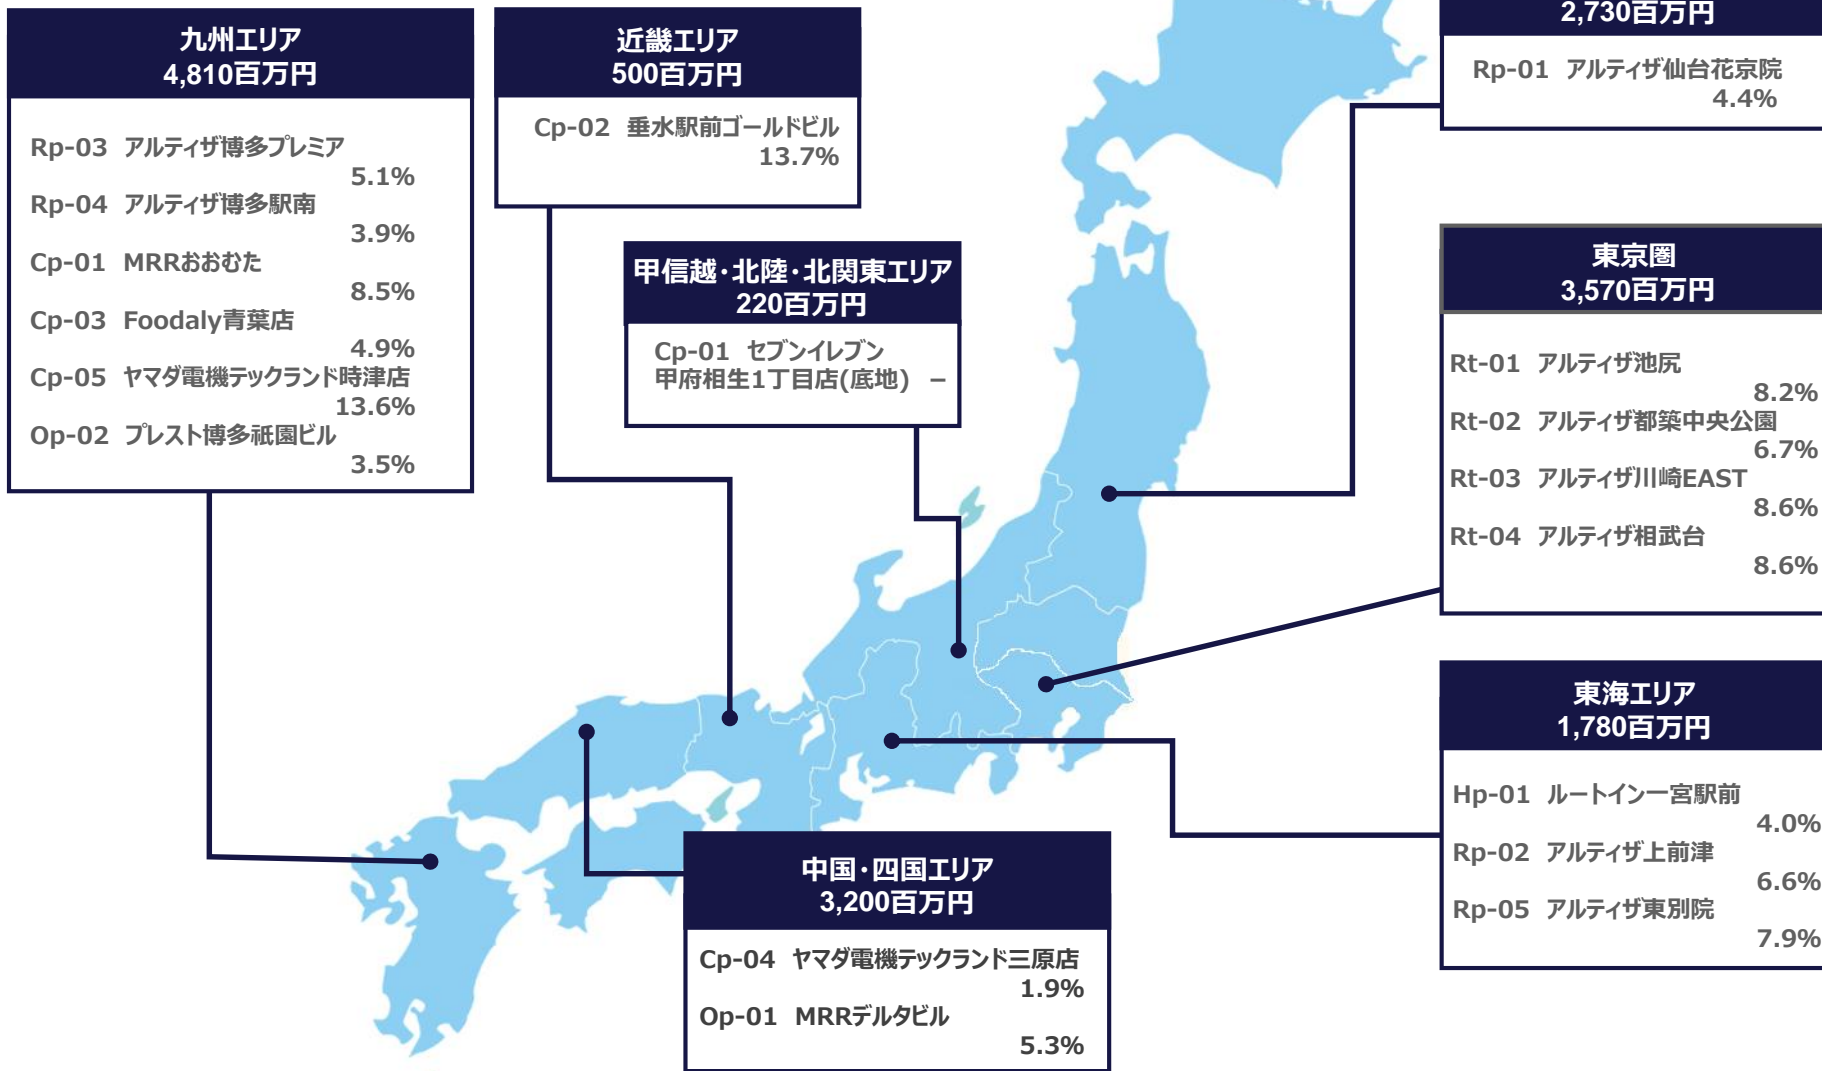 九州エリア
4,810百万円
Rp-03 アルティザ博多プレミア
5.1%
Rp-04 アルティザ博多駅南
3.9%
Cp-01 MRRおおむた
8.5%
Cp-03 Foodaly青葉店
4.9%
Cp-05 ヤマダ電機テックランド時津店
13.6%
Op-02 プレスト博多祇園ビル
3.5%
近畿エリア
500百万円
Cp-02 垂水駅前ゴールドビル
13.7%
甲信越・北陸・北関東エリア
220百万円
Cp-01 セブンイレブン
甲府相生1丁目店(底地) –
2,730百万円
Rp-01 アルティザ仙台花京院
4.4%
東京圏
3,570百万円
Rt-01 アルティザ池尻
8.2%
Rt-02 アルティザ都築中央公園
6.7%
Rt-03 アルティザ川崎EAST
8.6%
Rt-04 アルティザ相武台
8.6%
東海エリア
1,780百万円
Hp-01 ルートイン一宮駅前
4.0%
Rp-02 アルティザ上前津
6.6%
Rp-05 アルティザ東別院
7.9%
中国・四国エリア
3,200百万円
Cp-04 ヤマダ電機テックランド三原店
1.9%
Op-01 MRRデルタビル
5.3%